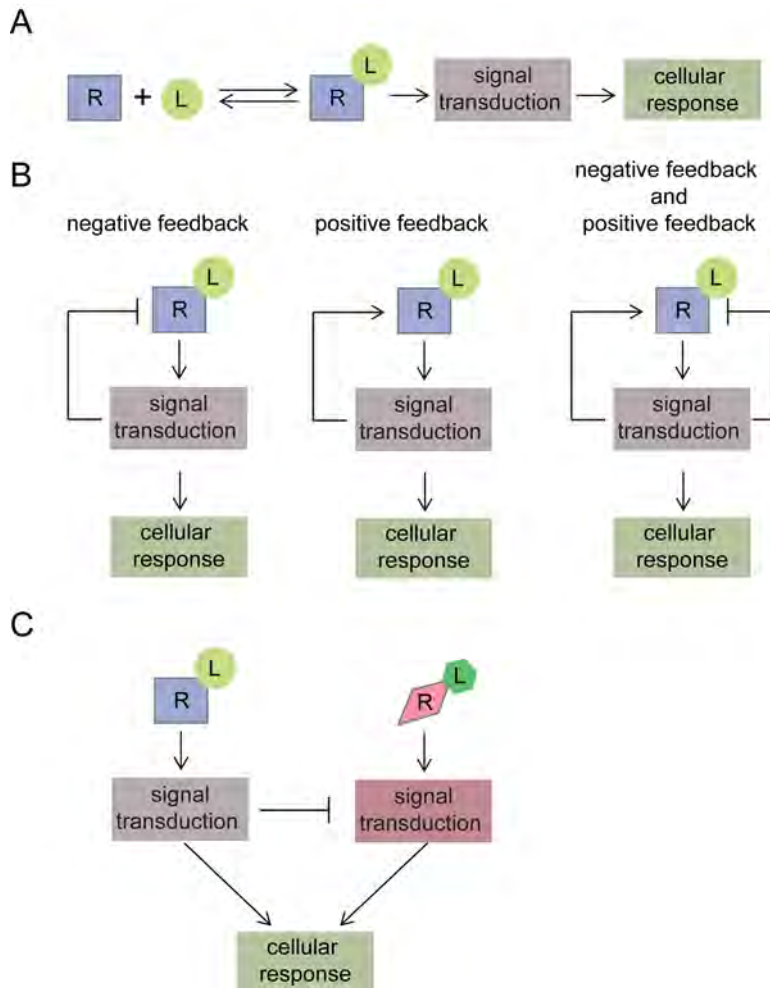 A
R + L
R
L
signal
transduction
cellular
response
B
negative feedback
positive feedback
negative feedback
and
positive feedback
L
R
signal
transduction
cellular
response
L
R
signal
transduction
cellular
response
L
R
signal
transduction
cellular
response
C
L
R
signal
transduction
L
R
signal
transduction
cellular
response